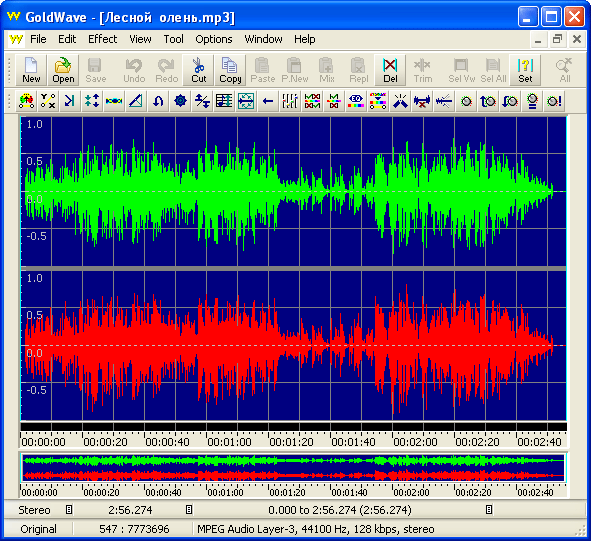 GoldWave - [Лесной олень.mp3]
File Edit Effect View Tool Options Window Help
New Open Save Undo Redo Cut Copy Paste P.New Mix Repl Del Trim Sel Vw Sel All Set All
1.0
0.5
0.0
-0.5
1.0
0.5
0.0
-0.5
00:00:00 00:00:20 00:00:40 00:01:00 00:01:20 00:01:40 00:02:00 00:02:20 00:02:40
00:00:00 00:00:20 00:00:40 00:01:00 00:01:20 00:01:40 00:02:00 00:02:20 00:02:40
Stereo 2:56.274 0.000 to 2:56.274 (2:56.274)
Original 547 : 7773696 MPEG Audio Layer-3, 44100 Hz, 128 kbps, stereo